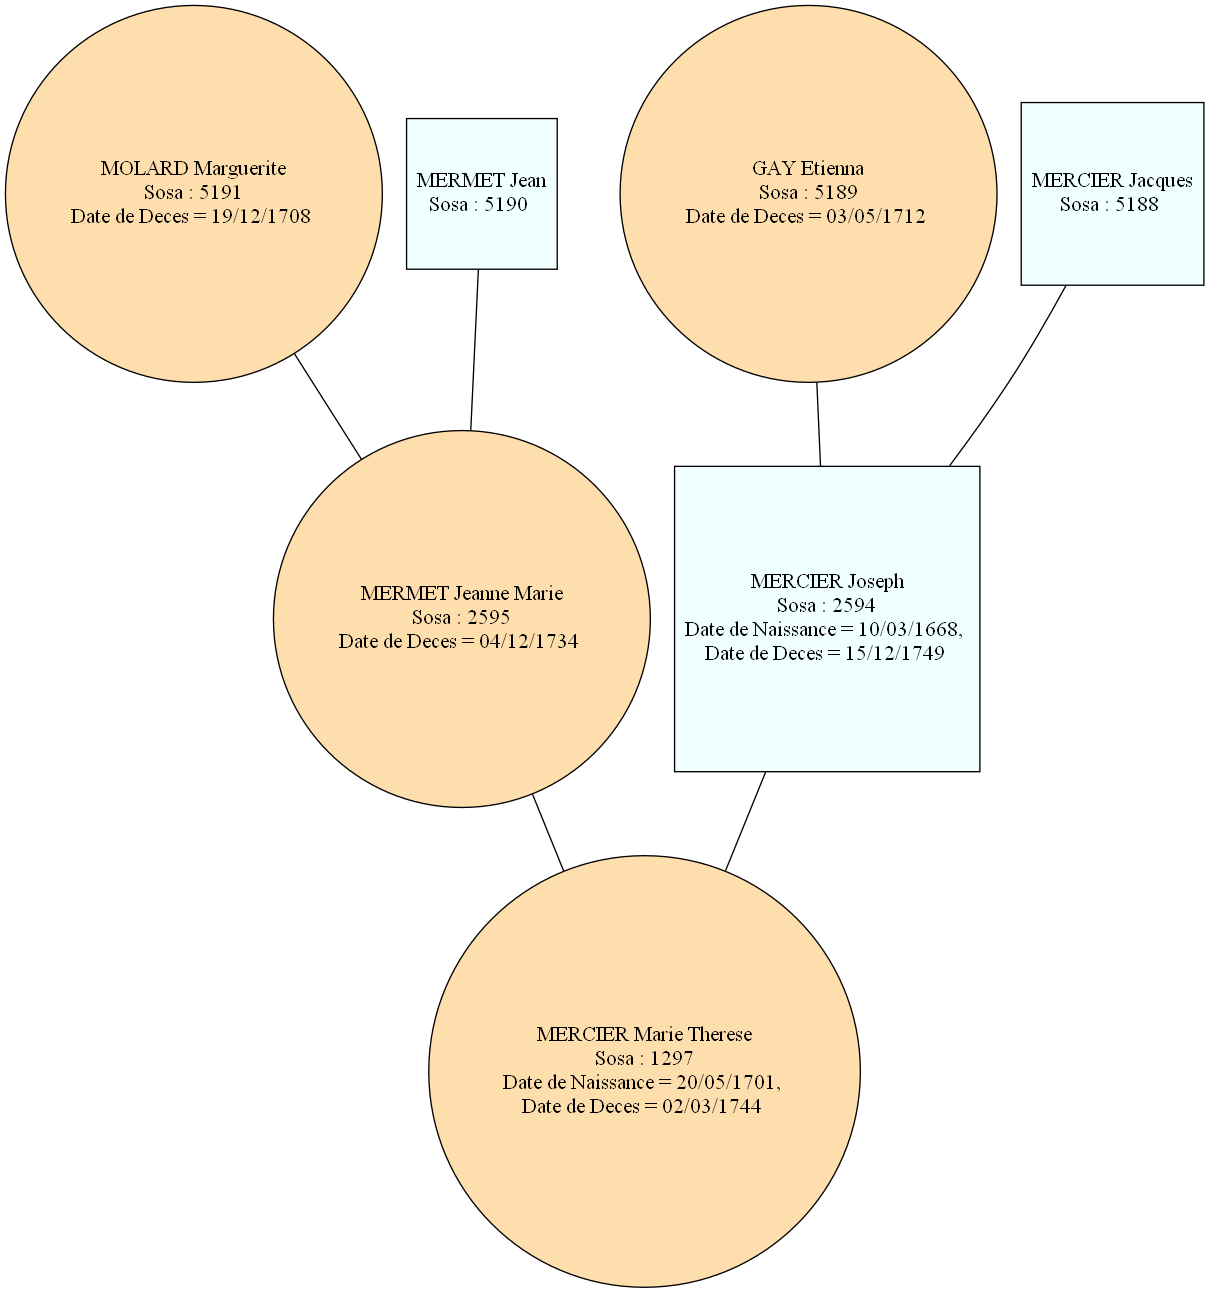 MOLARD Marguerite
Sosa : 5191
Date de Deces = 19/12/1708
MERMET Jean
Sosa : 5190
GAY Etienna
Sosa : 5189
Date de Deces = 03/05/1712
MERCIER Jacques
Sosa : 5188
MERMET Jeanne Marie
Sosa : 2595
Date de Deces = 04/12/1734
MERCIER Joseph
Sosa : 2594
Date de Naissance = 10/03/1668,
Date de Deces = 15/12/1749
MERCIER Marie Therese
Sosa : 1297
Date de Naissance = 20/05/1701,
Date de Deces = 02/03/1744